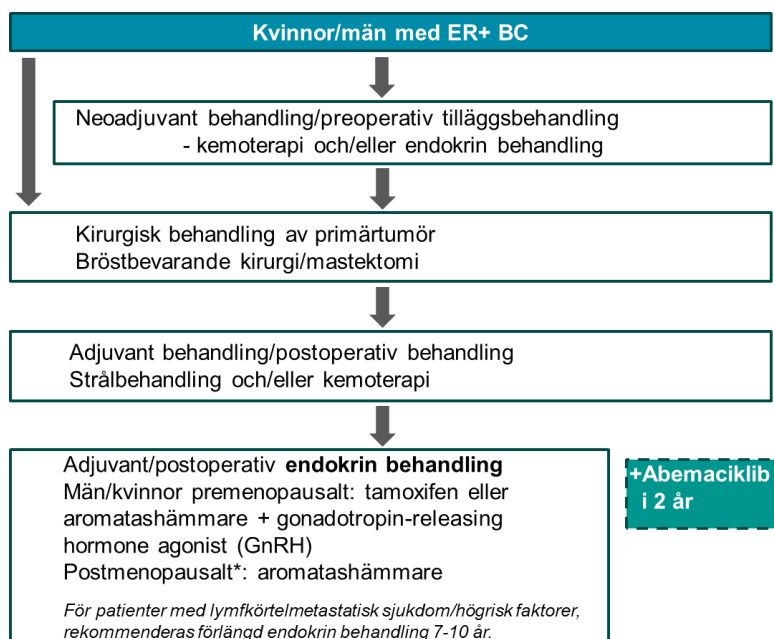 Kvinnor/män med ER+ BC
Neoadjuvant behandling/preoperativ tilläggsbehandling
- kemoterapi och/eller endokrin behandling
Kirurgisk behandling av primärtumör
Bröstbevarande kirurgi/mastektomi
Adjuvant behandling/postoperativ behandling
Strålbehandling och/eller kemoterapi
Adjuvant/postoperativ endokrin behandling
Män/kvinnor premenopausalt: tamoxifen eller
aromatashämmare + gonadotropin-releasing
hormone agonist (GnRH)
Postmenopausalt*: aromatashämmare
För patienter med lymfkörtelmetastatisk sjukdom/högrisk faktorer,
rekommenderas förlängd endokrin behandling 7-10 år.
+Abemaciklib
i 2 år